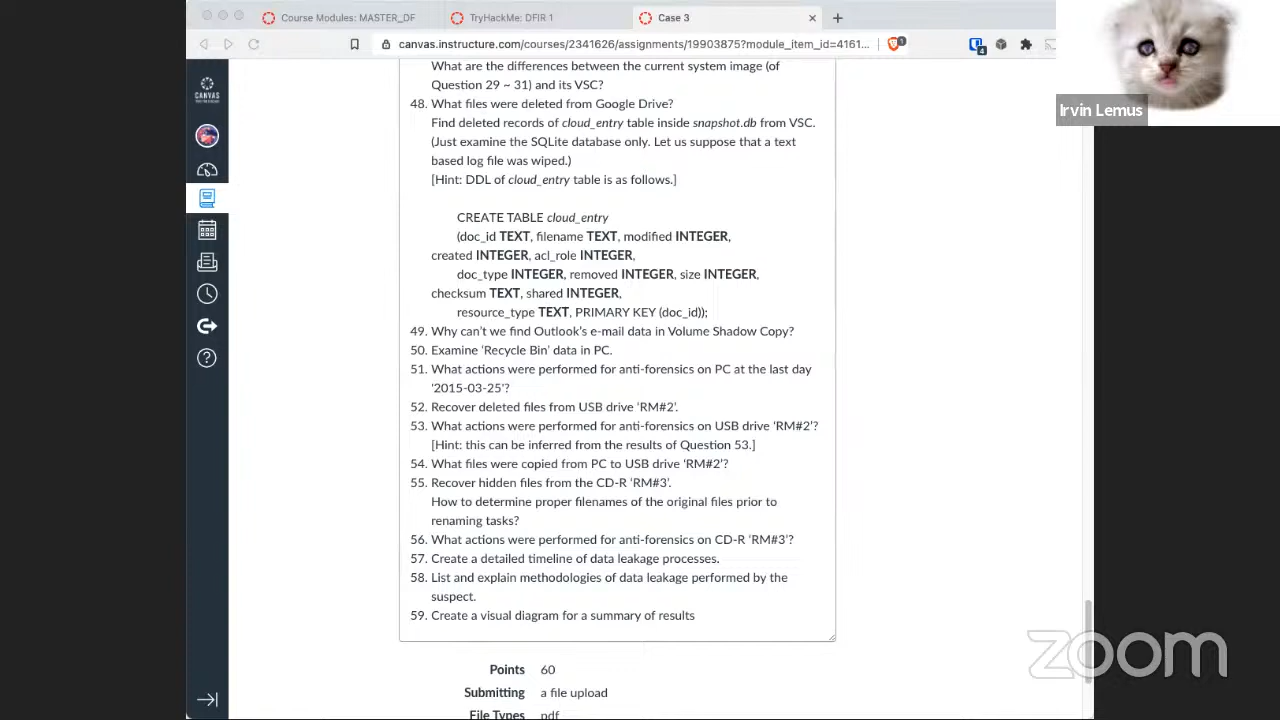 Course Modules: MASTER_DF
TryHackMe: DFIR 1
Case 3
canvas.instructure.com/courses/2341626/assignments/19903875?module_item_id=4161...
1
4
CANVAS
Irvin Lemus
What are the differences between the current system image (of
Question 29 ~ 31) and its VSC?
48. What files were deleted from Google Drive?
Find deleted records of cloud_entry table inside snapshot.db from VSC.
(Just examine the SQLite database only. Let us suppose that a text
based log file was wiped.)
[Hint: DDL of cloud_entry table is as follows.]
CREATE TABLE cloud_entry
(doc_id TEXT, filename TEXT, modified INTEGER,
created INTEGER, acl_role INTEGER,
doc_type INTEGER, removed INTEGER, size INTEGER,
checksum TEXT, shared INTEGER,
resource_type TEXT, PRIMARY KEY (doc_id));
49. Why can't we find Outlook's e-mail data in Volume Shadow Copy?
50. Examine 'Recycle Bin' data in PC.
51. What actions were performed for anti-forensics on PC at the last day
'2015-03-25'?
52. Recover deleted files from USB drive 'RM#2'.
53. What actions were performed for anti-forensics on USB drive 'RM#2'?
[Hint: this can be inferred from the results of Question 53.]
54. What files were copied from PC to USB drive 'RM#2'?
55. Recover hidden files from the CD-R 'RM#3'.
How to determine proper filenames of the original files prior to
renaming tasks?
56. What actions were performed for anti-forensics on CD-R 'RM#3'?
57. Create a detailed timeline of data leakage processes.
58. List and explain methodologies of data leakage performed by the
suspect.
59. Create a visual diagram for a summary of results
Points 60
Submitting a file upload
File Types pdf
zoom